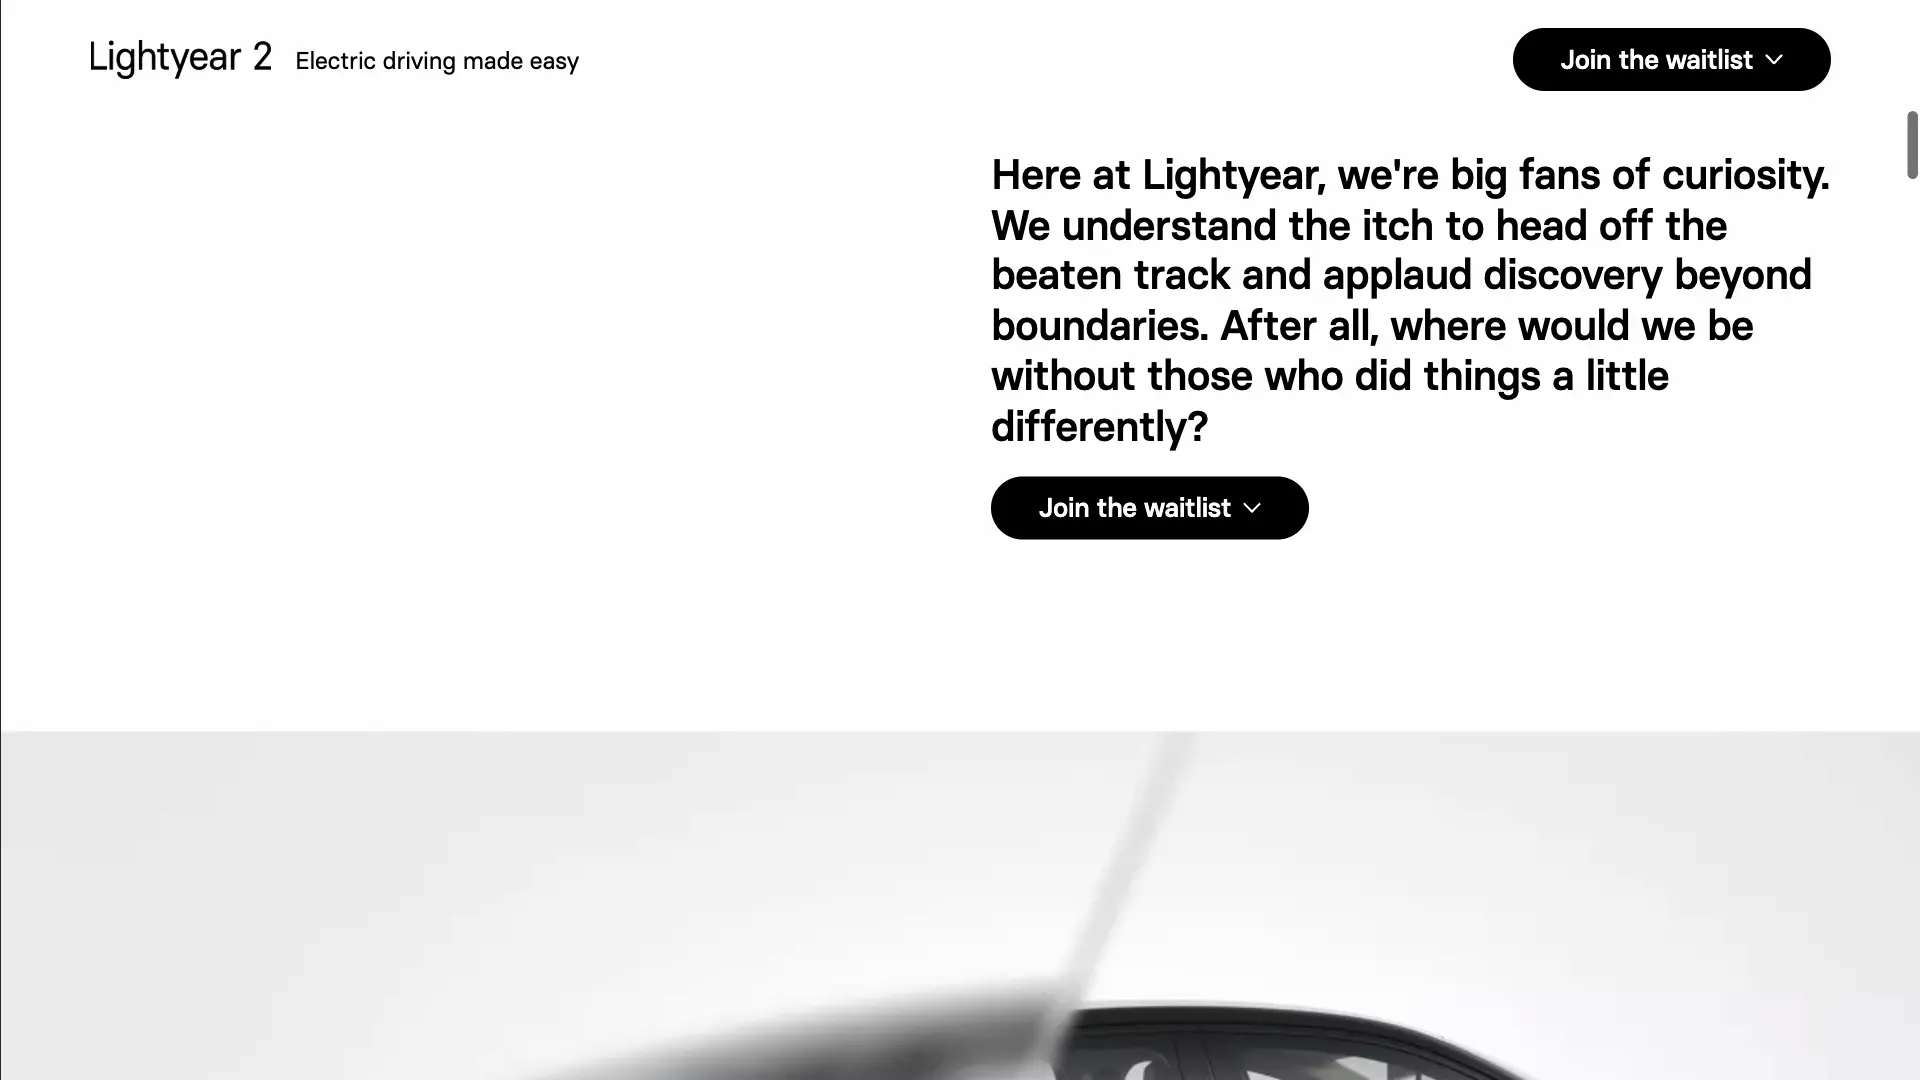 Lightyear 2 Electric driving made easy
Join the waitlist
Here at Lightyear, we're big fans of curiosity.
We understand the itch to head off the
beaten track and applaud discovery beyond
boundaries. After all, where would we be
without those who did things a little
differently?
Join the waitlist